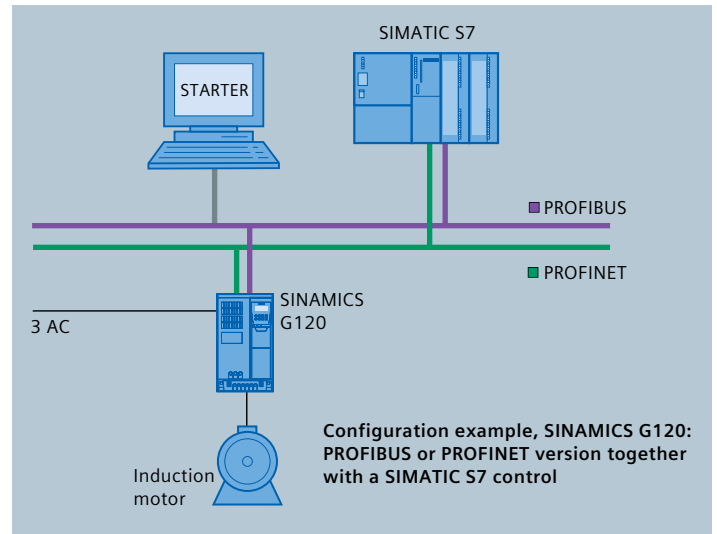 SIMATIC S7
STARTER
PROFIBUS
PROFINET
SINAMICS
G120
3 AC
Configuration example, SINAMICS G120:
PROFIBUS or PROFINET version together
with a SIMATIC S7 control
Induction
motor